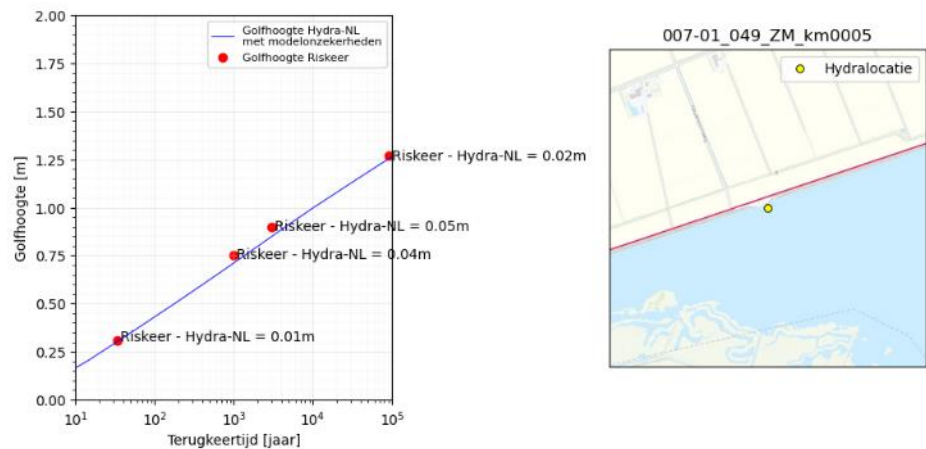 2.00
1.75
1.50
1.25
1.00
0.75
0.50
0.25
0.00
Golfhoogte [m]
Golfhoogte Hydra-NL
met modelonzekerheden
Golfhoogte Riskeer
Riskeer - Hydra-NL = 0.02m
Riskeer - Hydra-NL = 0.05m
Riskeer - Hydra-NL = 0.04m
Riskeer - Hydra-NL = 0.01m
10¹ 10² 10³ 10⁴ 10⁵
Terugkeertijd [jaar]
007-01_049_ZM_km0005
Hydralocatie